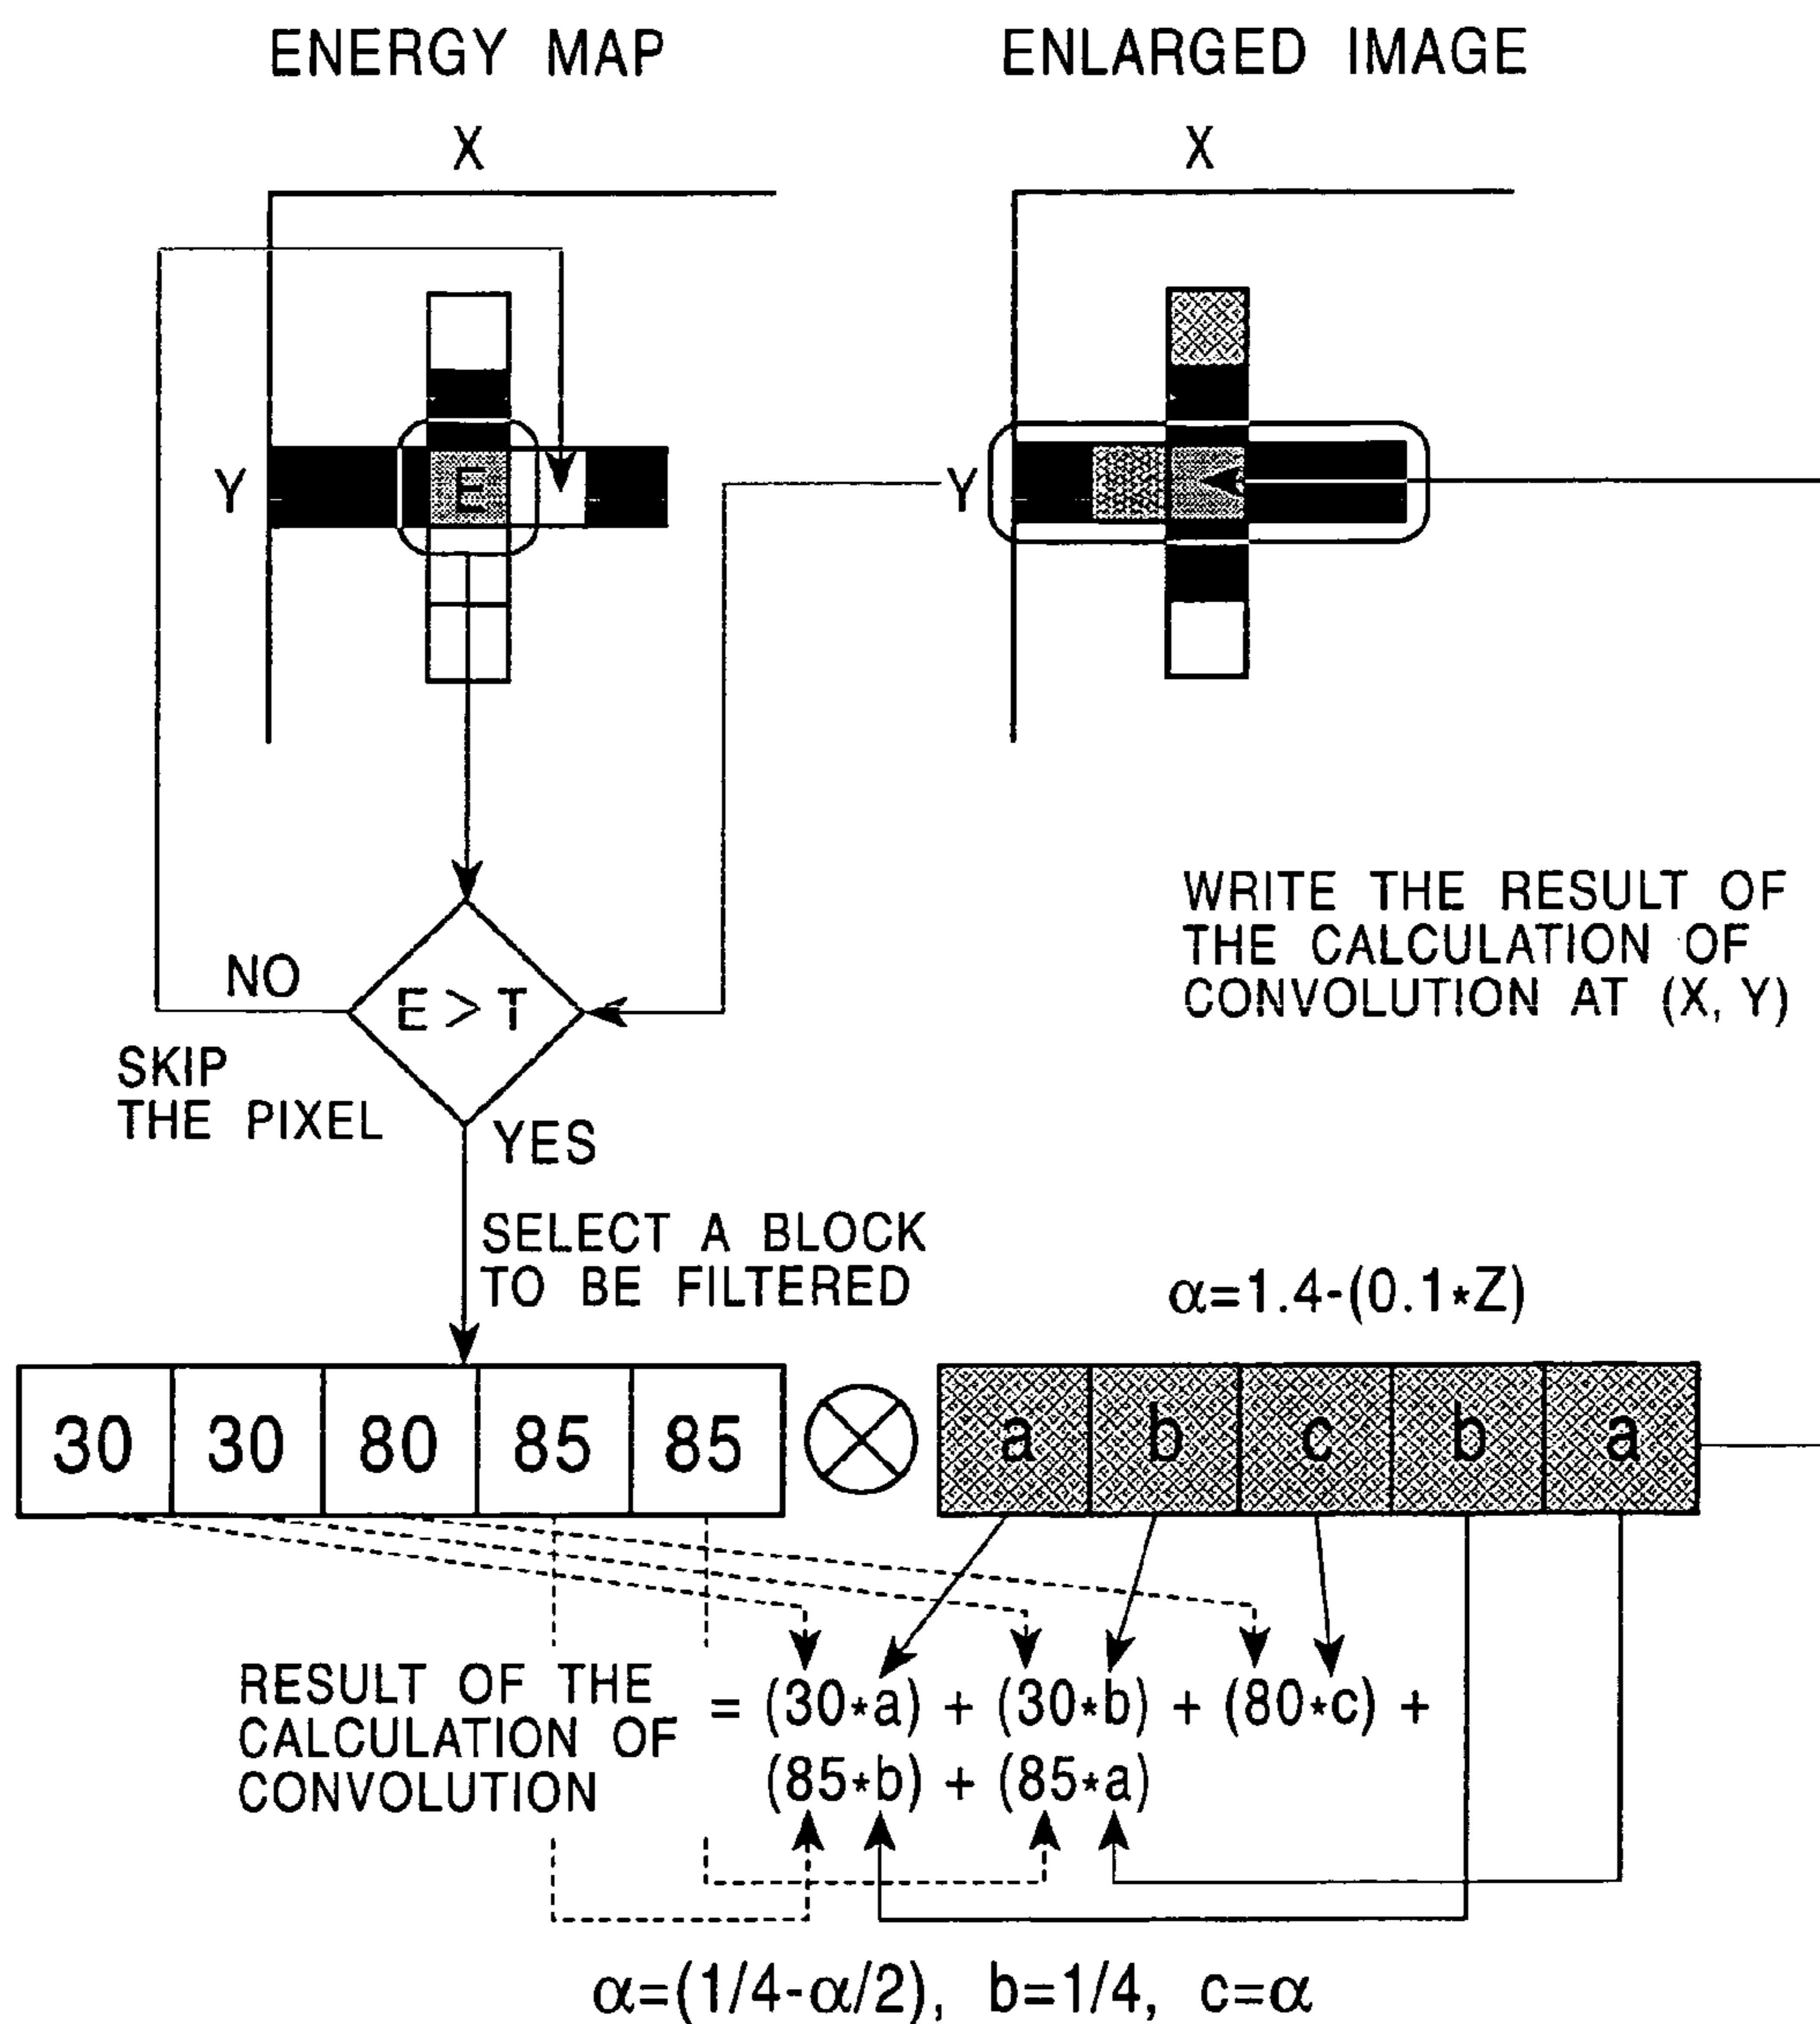 ENERGY MAP
ENLARGED IMAGE
X
X
Y
E
Y
WRITE THE RESULT OF
THE CALCULATION OF
CONVOLUTION AT (X, Y)
NO
E > T
SKIP
THE PIXEL
YES
SELECT A BLOCK
TO BE FILTERED
α=1.4-(0.1*Z)
30 30 80 85 85
a b c b a
RESULT OF THE
CALCULATION OF
CONVOLUTION
= (30*a) + (30*b) + (80*c) +
(85*b) + (85*a)
α=(1/4-α/2), b=1/4, c=α